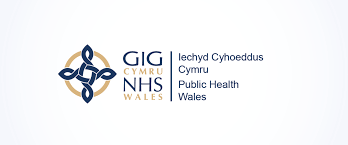 GIG
CYMRU
NHS
WALES
Iechyd Cyhoeddus
Cymru
Public Health
Wales